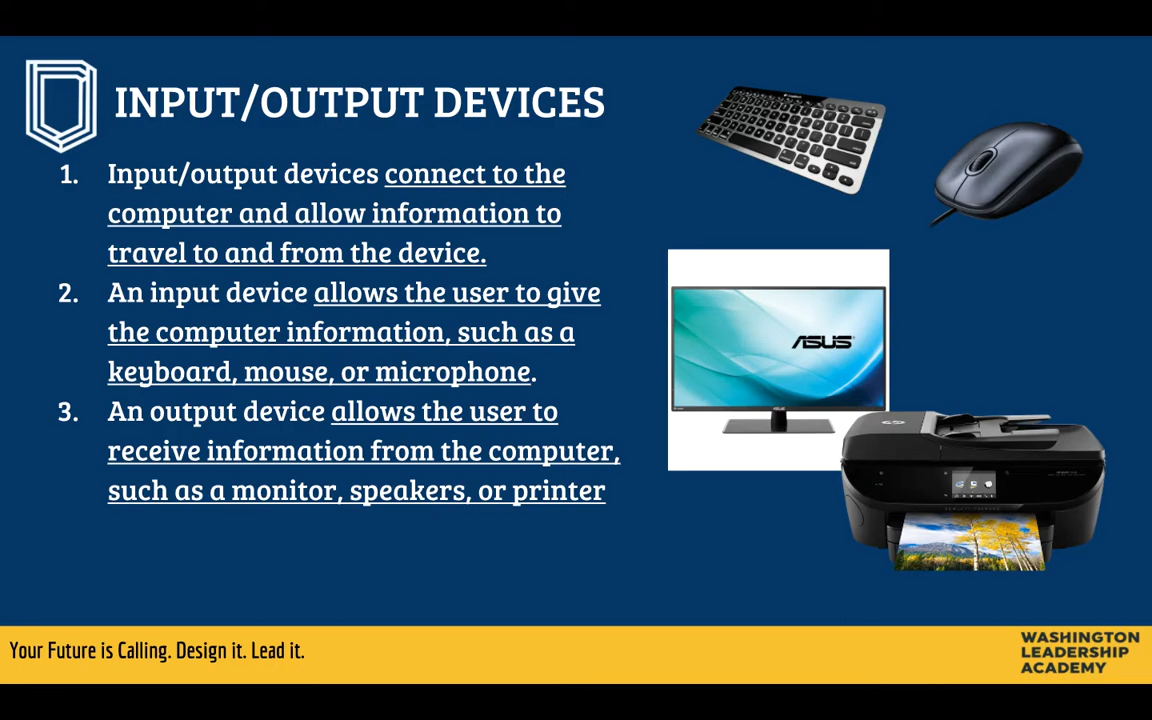 INPUT/OUTPUT DEVICES
1. Input/output devices connect to the
computer and allow information to
travel to and from the device.
2. An input device allows the user to give
the computer information, such as a
keyboard, mouse, or microphone.
3. An output device allows the user to
receive information from the computer,
such as a monitor, speakers, or printer
ASUS
hp
Your Future is Calling. Design it. Lead it.
WASHINGTON
LEADERSHIP
ACADEMY